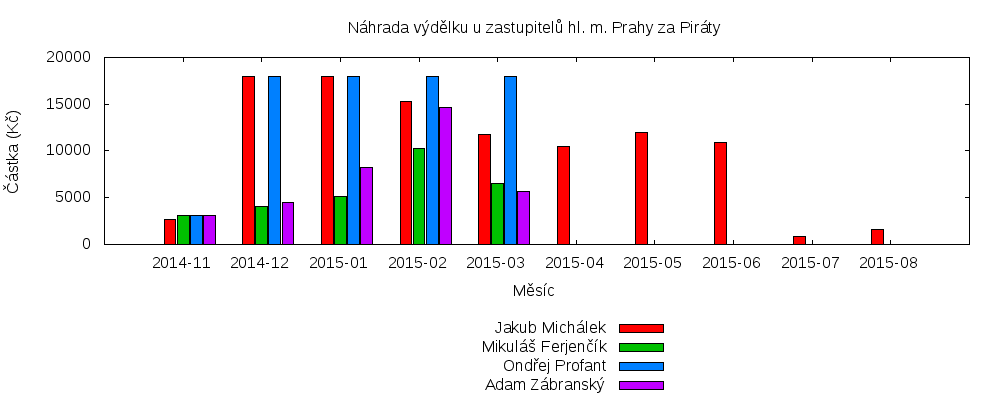 Náhrada výdělku u zastupitelů hl. m. Prahy za Piráty
20000
15000
10000
5000
0
Částka (Kč)
2014-11 2014-12 2015-01 2015-02 2015-03 2015-04 2015-05 2015-06 2015-07 2015-08
Měsíc
Jakub Michálek
Mikuláš Ferjenčík
Ondřej Profant
Adam Zábranský